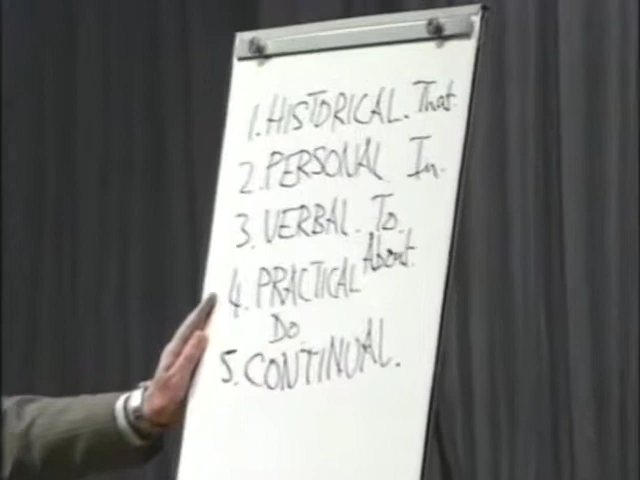 1. HISTORICAL. That.
2. PERSONAL In.
3. VERBAL. To.
About.
4. PRACTICAL
Do
5. CONTINUAL.